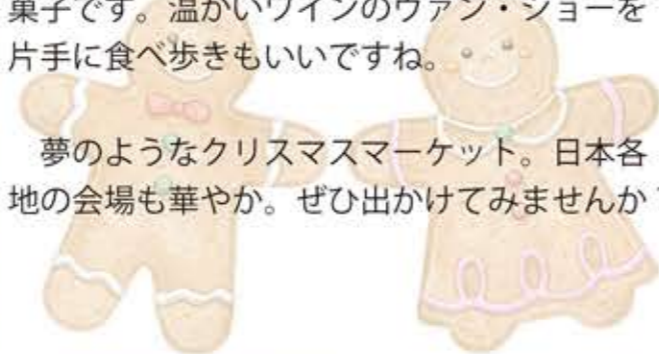 菓子です。温かいワインのヴァン・ショーを
片手に食べ歩きもいいですね。
夢のようなクリスマスマーケット。日本各
地の会場も華やか。ぜひ出かけてみませんか